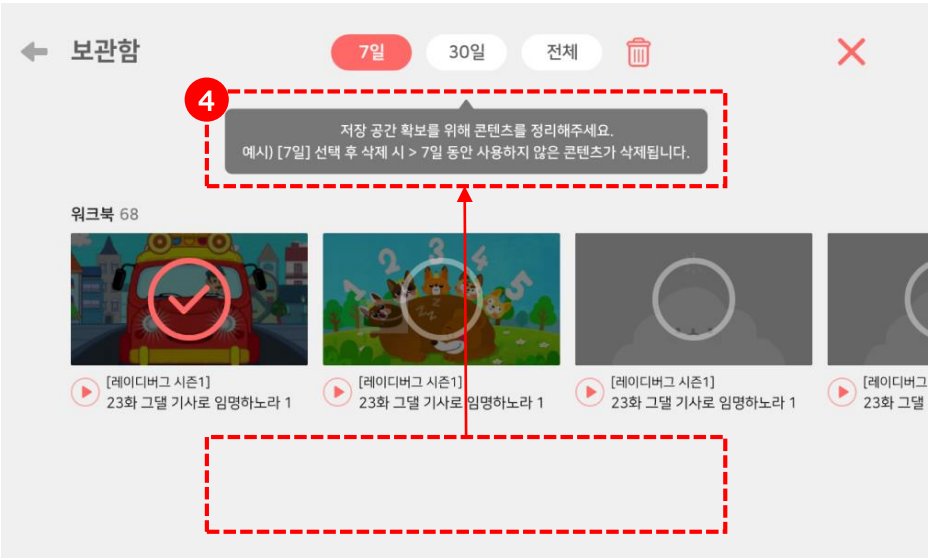 보관함
7일
30일
전체
4
저장 공간 확보를 위해 콘텐츠를 정리해주세요.
예시) [7일] 선택 후 삭제 시 > 7일 동안 사용하지 않은 콘텐츠가 삭제됩니다.
워크북 68
1 2 3 4 5
z z z
[레이디버그 시즌1]
23화 그댈 기사로 임명하노라 1
[레이디버그 시즌1]
23화 그댈 기사로 임명하노라 1
[레이디버그 시즌1]
23화 그댈 기사로 임명하노라 1
[레이디버그
23화 그댈